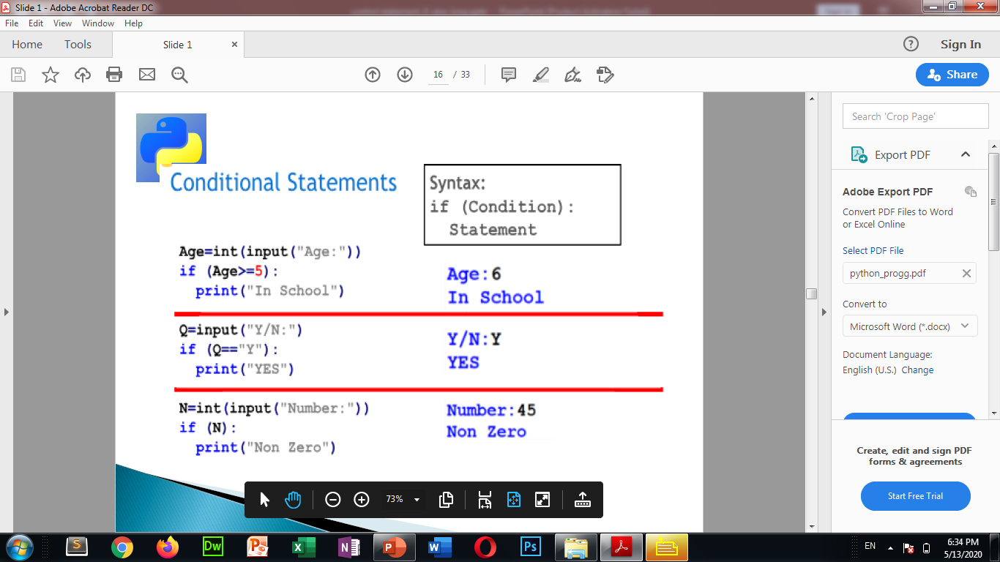 Slide 1 - Adobe Acrobat Reader DC
File Edit View Window Help
Home Tools Slide 1 × Sign In
16 / 33 Share
Search 'Crop Page'
Export PDF
Adobe Export PDF
Convert PDF Files to Word
or Excel Online
Select PDF File
python_progg.pdf
Convert to
Microsoft Word (*.docx)
Document Language:
English (U.S.) Change
Create, edit and sign PDF
forms & agreements
Start Free Trial
Conditional Statements
Syntax:
if (Condition):
Statement
Age=int(input("Age:"))
if (Age>=5):
print("In School")
Age:6
In School
Q=input("Y/N:")
if (Q=="Y"):
print("YES")
Y/N:Y
YES
N=int(input("Number:"))
if (N):
print("Non Zero")
Number:45
Non Zero
73%
EN
6:34 PM
5/13/2020